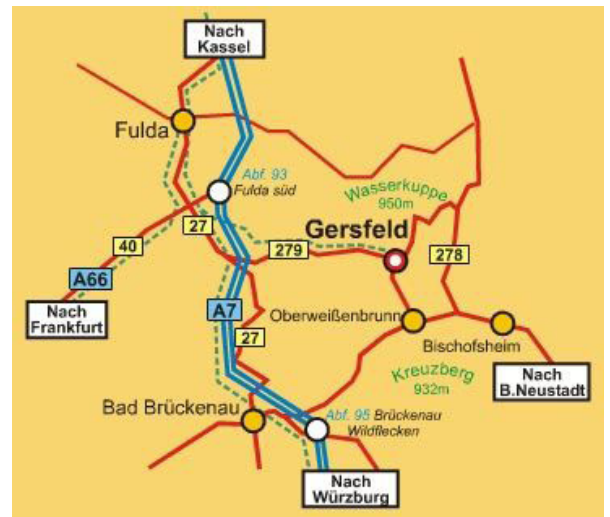 Nach
Kassel
Fulda
Abf. 93
Fulda süd
Wasserkuppe
950m
Gersfeld
27
40
279
278
A66
Nach
Frankfurt
A7
Oberweißenbrunn
27
Bischofsheim
Kreuzberg
932m
Nach
B.Neustadt
Bad Brückenau
Abf. 95 Brückenau
Wildflecken
Nach
Würzburg